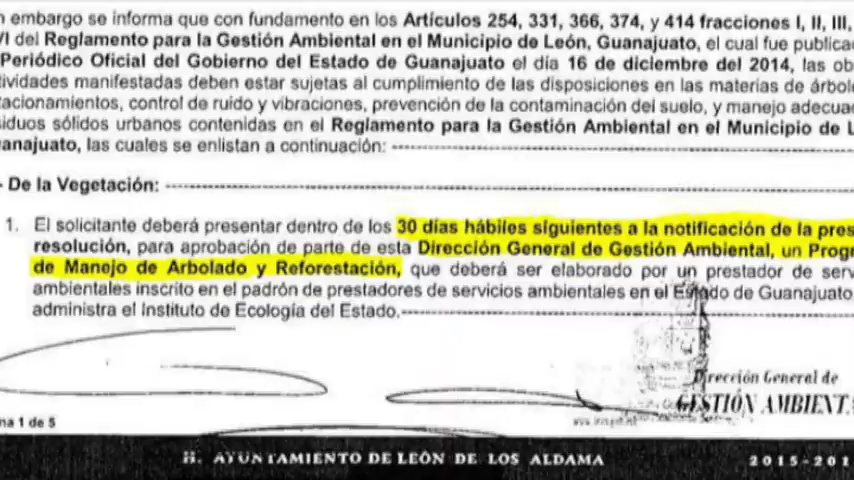 embargo se informa que con fundamento en los Artículos 254, 331, 366, 374, y 414 fracciones I, II, III,
VI del Reglamento para la Gestión Ambiental en el Municipio de León, Guanajuato, el cual fue publica
Periódico Oficial del Gobierno del Estado de Guanajuato el día 16 de diciembre del 2014, las ob
tividades manifestadas deben estar sujetas al cumplimiento de las disposiciones en las materias de árbol
tacionamientos, control de ruido y vibraciones, prevención de la contaminación del suelo, y manejo adecua
siduos sólidos urbanos contenidas en el Reglamento para la Gestión Ambiental en el Municipio de L
uanajuato, las cuales se enlistan a continuación: ----------
- De la Vegetación: ----------
1. El solicitante deberá presentar dentro de los 30 días hábiles siguientes a la notificación de la pres
resolución, para aprobación de parte de esta Dirección General de Gestión Ambiental, un Progr
de Manejo de Arbolado y Reforestación, que deberá ser elaborado por un prestador de serv
ambientales inscrito en el padrón de prestadores de servicios ambientales en el Estado de Guanajuato
administra el Instituto de Ecología del Estado.----------
Dirección General de
GESTIÓN AMBIENTA
na 1 de 5
H. AYUNTAMIENTO DE LEÓN DE LOS ALDAMA
2015-201